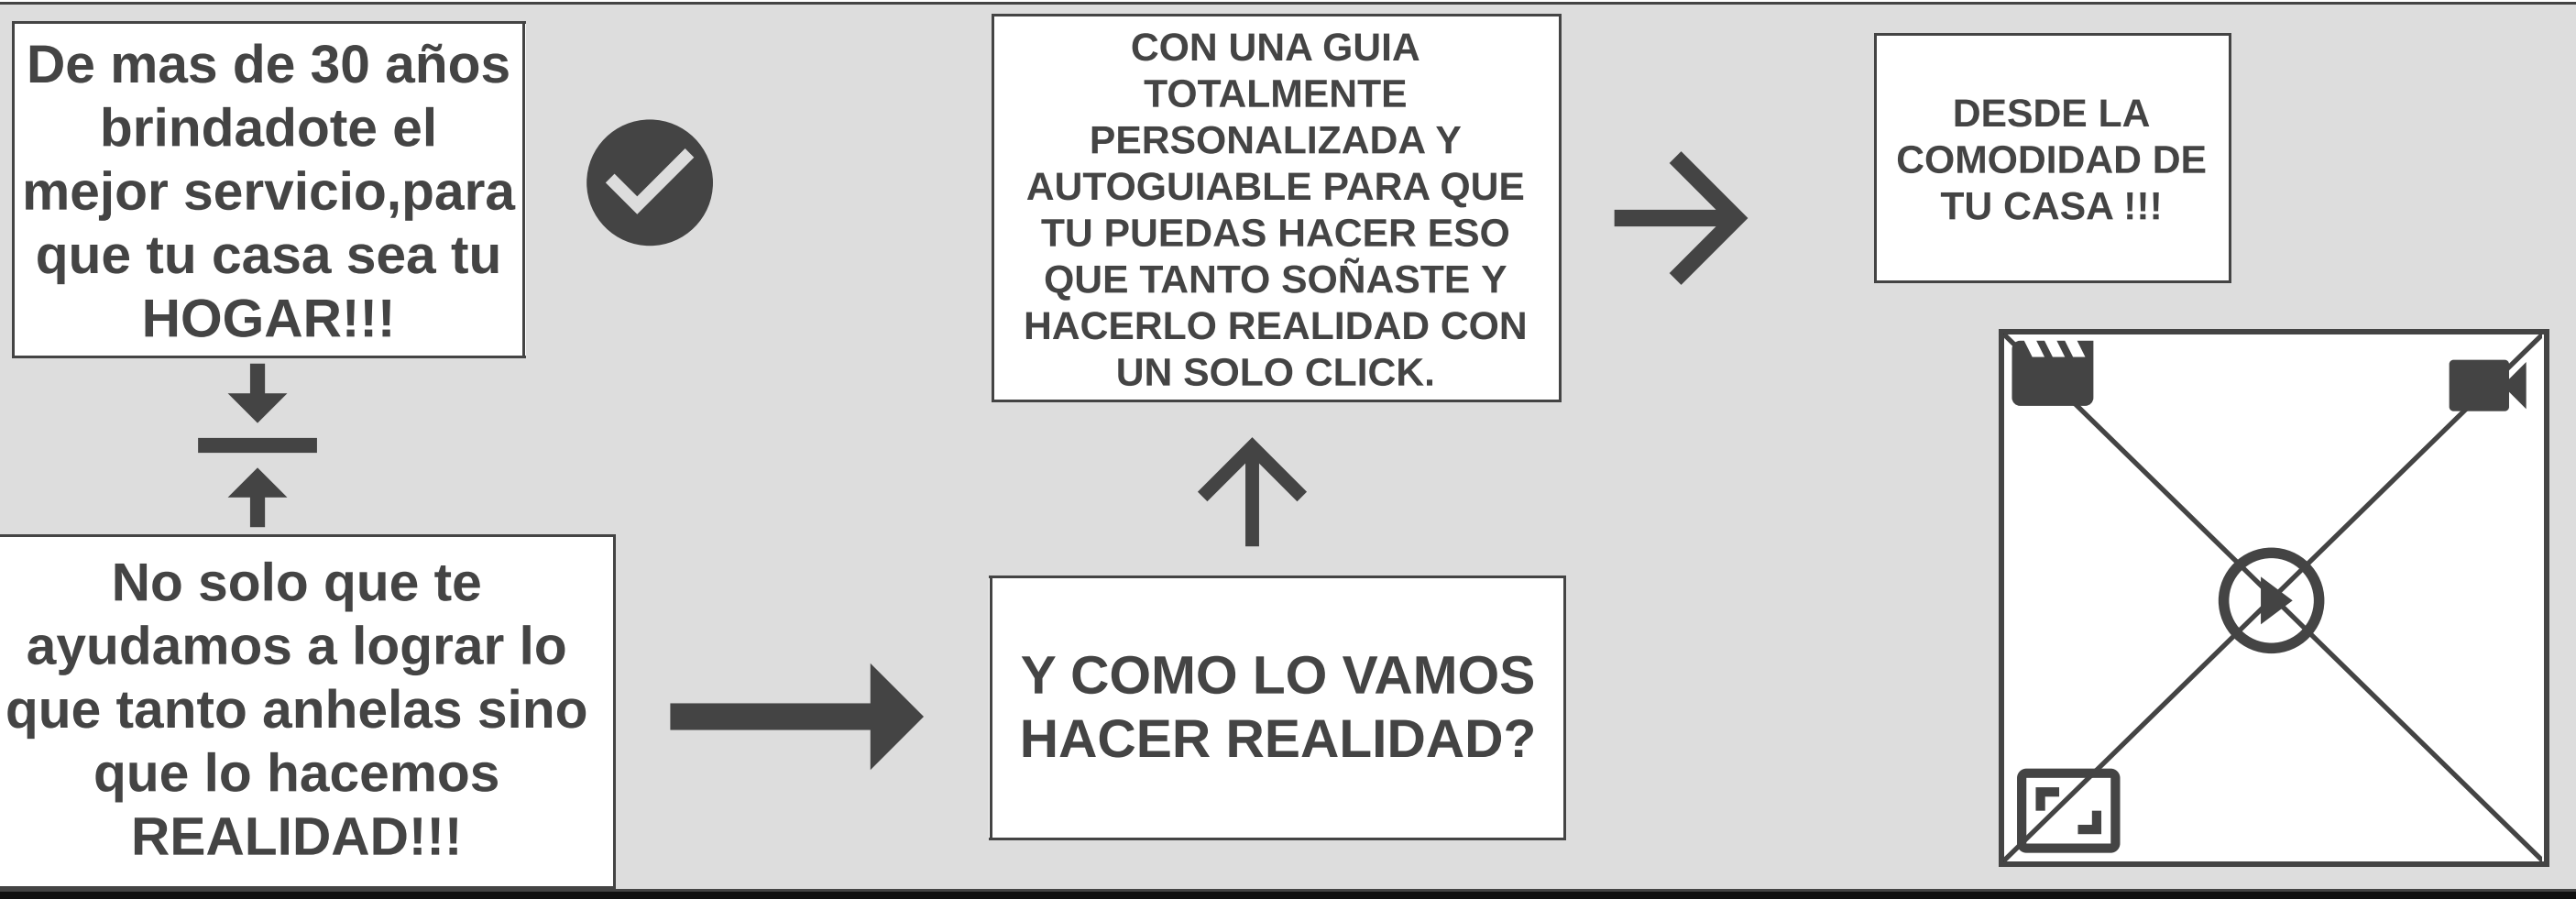 De mas de 30 años
brindadote el
mejor servicio,para
que tu casa sea tu
HOGAR!!!
No solo que te
ayudamos a lograr lo
que tanto anhelas sino
que lo hacemos
REALIDAD!!!
Y COMO LO VAMOS
HACER REALIDAD?
CON UNA GUIA
TOTALMENTE
PERSONALIZADA Y
AUTOGUIABLE PARA QUE
TU PUEDAS HACER ESO
QUE TANTO SOÑASTE Y
HACERLO REALIDAD CON
UN SOLO CLICK.
DESDE LA
COMODIDAD DE
TU CASA !!!